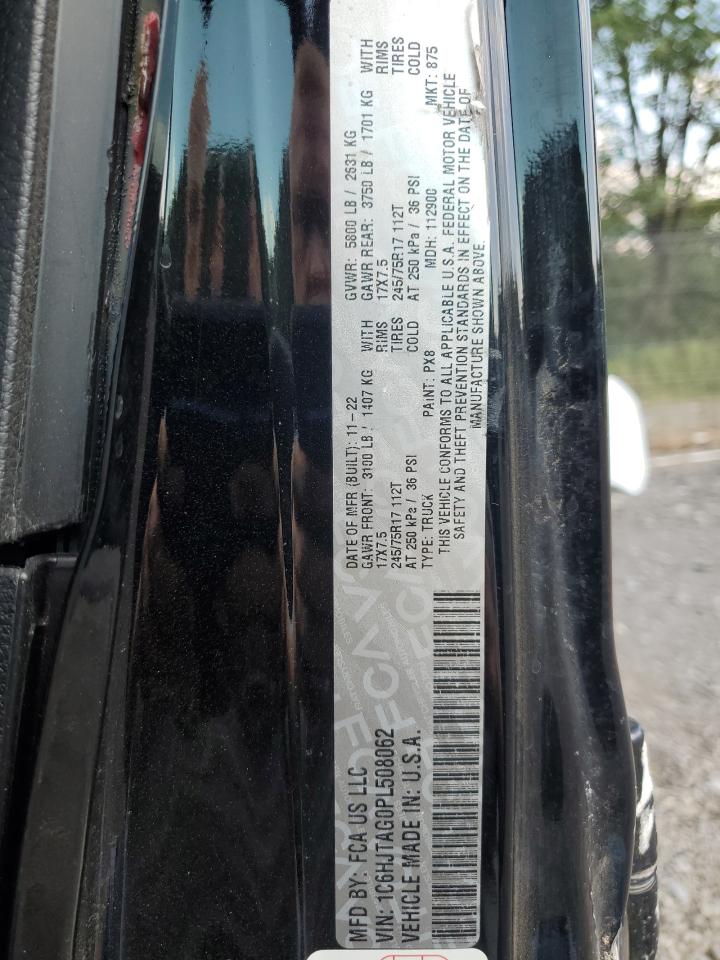 MFD BY: FCA US LLC
VIN: 1C6HJTAG0PL508062
VEHICLE MADE IN: U.S.A.
DATE OF MFR (BUILT): 11-22 GVWR: 5800 LB / 2631 KG
GAWR FRONT: 3100 LB / 1407 KG WITH GAWR REAR: 3750 LB / 1701 KG WITH
17X7.5 RIMS 17X7.5 RIMS
245/75R17 112T TIRES 245/75R17 112T TIRES
AT 250 kPa / 36 PSI COLD AT 250 kPa / 36 PSI COLD
TYPE: TRUCK PAINT: PX8 MDH: 11290G MKT: 875
THIS VEHICLE CONFORMS TO ALL APPLICABLE U.S.A. FEDERAL MOTOR VEHICLE
SAFETY AND THEFT PREVENTION STANDARDS IN EFFECT ON THE DATE OF
MANUFACTURE SHOWN ABOVE.